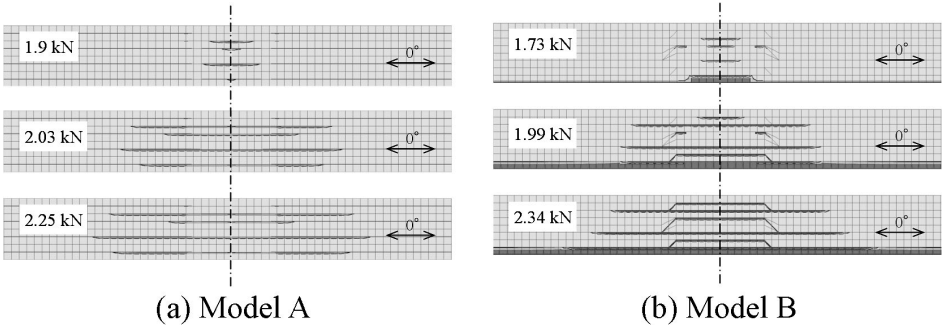 1.9 kN
0°
2.03 kN
0°
2.25 kN
0°
(a) Model A
1.73 kN
0°
1.99 kN
0°
2.34 kN
0°
(b) Model B